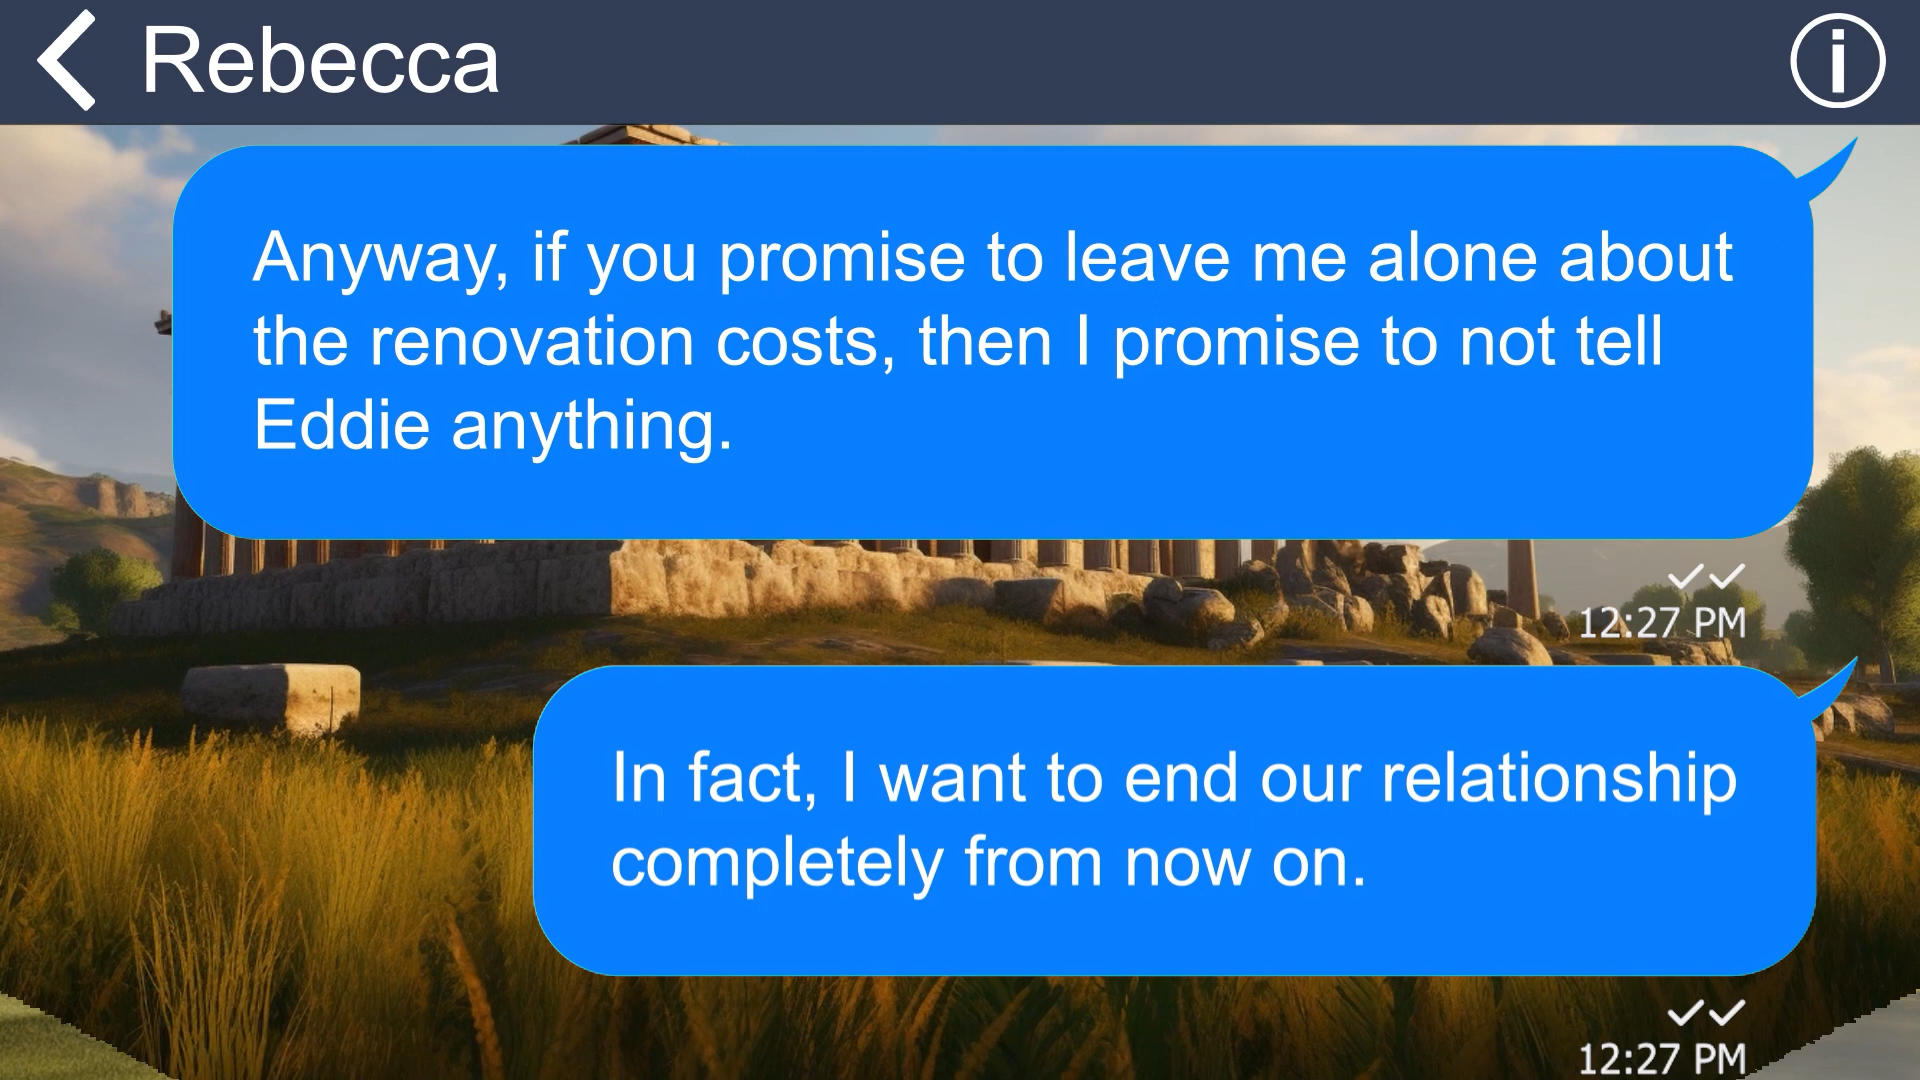 Rebecca
Anyway, if you promise to leave me alone about
the renovation costs, then I promise to not tell
Eddie anything.
12:27 PM
In fact, I want to end our relationship
completely from now on.
12:27 PM